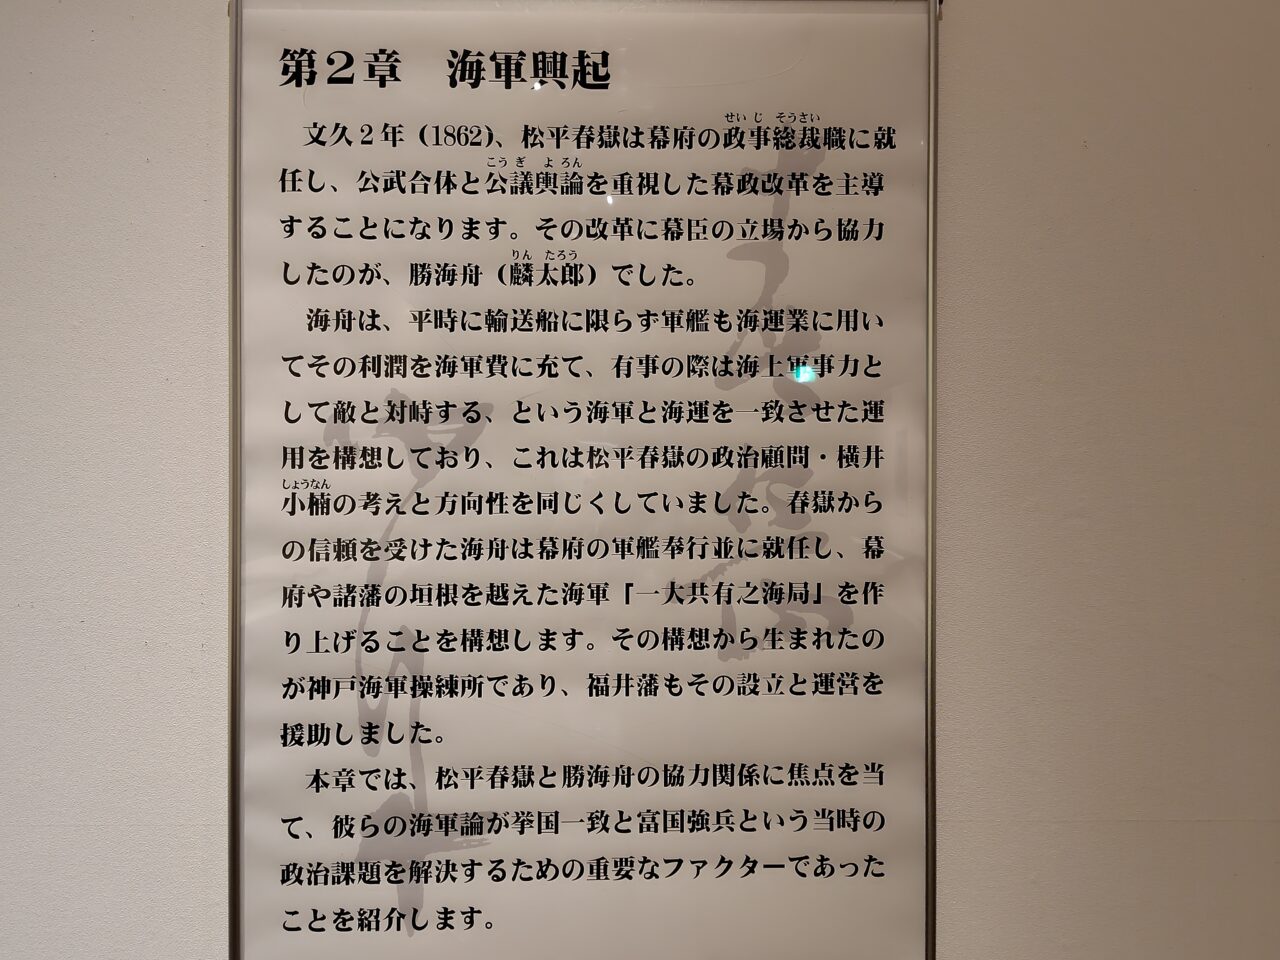 第２章　海軍興起
せいじそうさい
文久２年（1862）、松平春嶽は幕府の政事総裁職に就
こうぎよろん
任し、公武合体と公議輿論を重視した幕政改革を主導
することになります。その改革に幕臣の立場から協力
りんたろう
したのが、勝海舟（麟太郎）でした。
海舟は、平時に輸送船に限らず軍艦も海運業に用い
てその利潤を海軍費に充て、有事の際は海上軍事力と
して敵と対峙する、という海軍と海運を一致させた運
用を構想しており、これは松平春嶽の政治顧問・横井
しょうなん
小楠の考えと方向性を同じくしていました。春嶽から
の信頼を受けた海舟は幕府の軍艦奉行並に就任し、幕
府や諸藩の垣根を越えた海軍「一大共有之海局」を作
り上げることを構想します。その構想から生まれたの
が神戸海軍操練所であり、福井藩もその設立と運営を
援助しました。
本章では、松平春嶽と勝海舟の協力関係に焦点を当
て、彼らの海軍論が挙国一致と富国強兵という当時の
政治課題を解決するための重要なファクターであった
ことを紹介します。